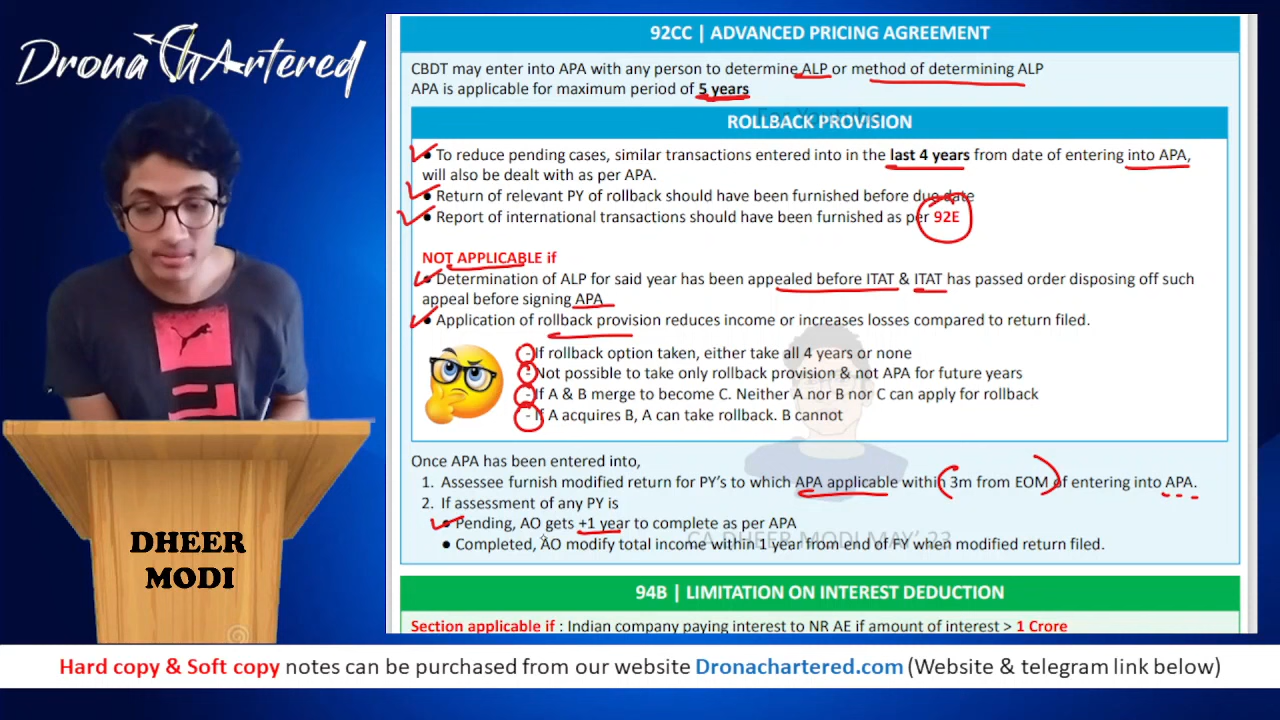 Drona CHArtered
92CC | ADVANCED PRICING AGREEMENT
CBDT may enter into APA with any person to determine ALP or method of determining ALP
APA is applicable for maximum period of 5 years
ROLLBACK PROVISION
● To reduce pending cases, similar transactions entered into in the last 4 years from date of entering into APA,
will also be dealt with as per APA.
● Return of relevant PY of rollback should have been furnished before due date
● Report of international transactions should have been furnished as per 92E
NOT APPLICABLE if
● Determination of ALP for said year has been appealed before ITAT & ITAT has passed order disposing off such
appeal before signing APA
● Application of rollback provision reduces income or increases losses compared to return filed.
- If rollback option taken, either take all 4 years or none
- Not possible to take only rollback provision & not APA for future years
- If A & B merge to become C. Neither A nor B nor C can apply for rollback
- If A acquires B, A can take rollback. B cannot
Once APA has been entered into,
1. Assessee furnish modified return for PY's to which APA applicable within 3m from EOM of entering into APA.
2. If assessment of any PY is
● Pending, AO gets +1 year to complete as per APA
● Completed, AO modify total income within 1 year from end of FY when modified return filed.
CA DHEER MODI MAY' 23
94B | LIMITATION ON INTEREST DEDUCTION
Section applicable if : Indian company paying interest to NR AE if amount of interest > 1 Crore
DHEER
MODI
Hard copy & Soft copy notes can be purchased from our website Dronachartered.com (Website & telegram link below)